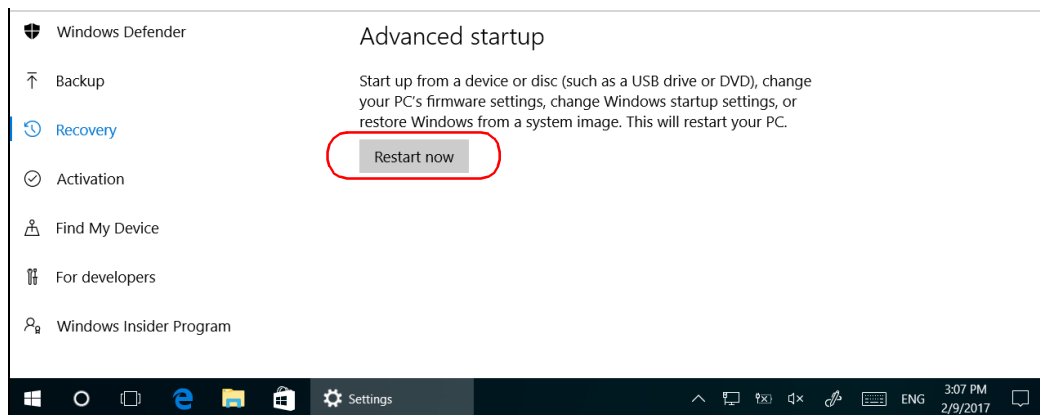 Windows Defender
Backup
Recovery
Activation
Find My Device
For developers
Windows Insider Program
Advanced startup
Start up from a device or disc (such as a USB drive or DVD), change
your PC's firmware settings, change Windows startup settings, or
restore Windows from a system image. This will restart your PC.
Restart now
Settings
ENG
3:07 PM
2/9/2017